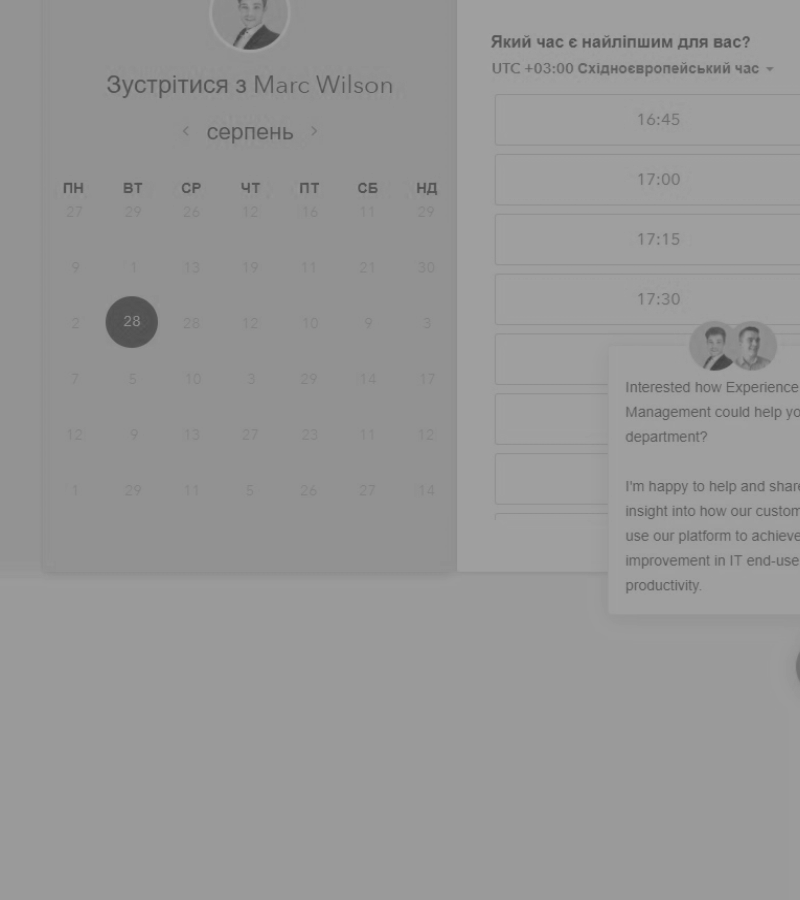 Зустрітися з Marc Wilson
‹ серпень ›
ПН ВТ СР ЧТ ПТ СБ НД
27 29 26 12 16 11 29
9 1 13 19 11 21 30
2 28 28 12 10 9 3
7 5 10 3 29 14 17
12 9 13 27 23 11 12
1 29 11 5 26 27 14
Який час є найліпшим для вас?
UTC +03:00 Східноєвропейський час
16:45
17:00
17:15
17:30
Interested how Experience
Management could help yo
department?
I'm happy to help and share
insight into how our custom
use our platform to achieve
improvement in IT end-use
productivity.